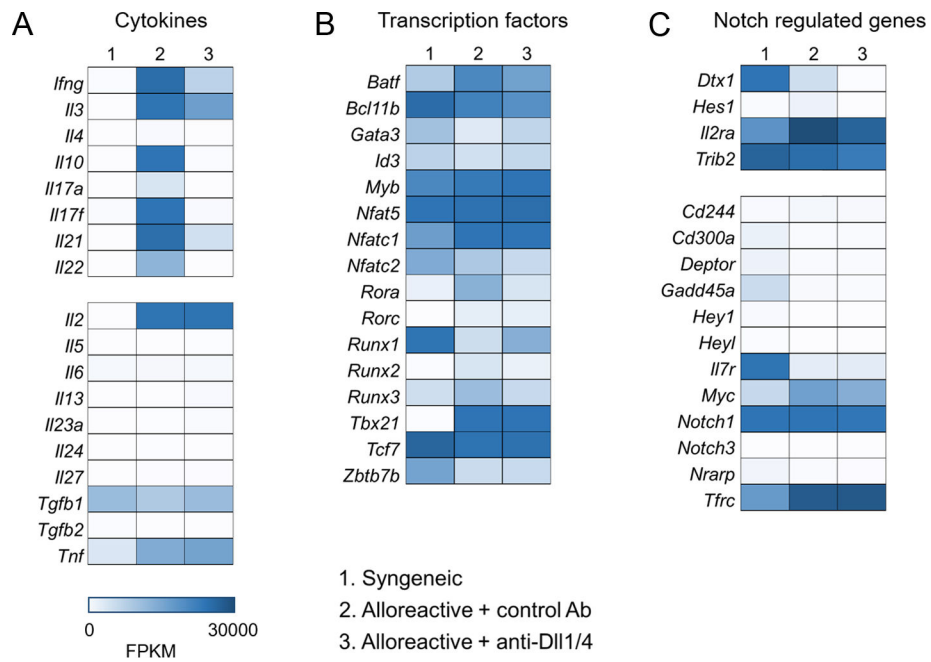 A
Cytokines
1 2 3
Ifng
Il3
Il4
Il10
Il17a
Il17f
Il21
Il22
Il2
Il5
Il6
Il13
Il23a
Il24
Il27
Tgfb1
Tgfb2
Tnf
0 30000
FPKM
B
Transcription factors
1 2 3
Batf
Bcl11b
Gata3
Id3
Myb
Nfat5
Nfatc1
Nfatc2
Rora
Rorc
Runx1
Runx2
Runx3
Tbx21
Tcf7
Zbtb7b
1. Syngeneic
2. Alloreactive + control Ab
3. Alloreactive + anti-Dll1/4
C
Notch regulated genes
1 2 3
Dtx1
Hes1
Il2ra
Trib2
Cd244
Cd300a
Deptor
Gadd45a
Hey1
Heyl
Il7r
Myc
Notch1
Notch3
Nrarp
Tfrc